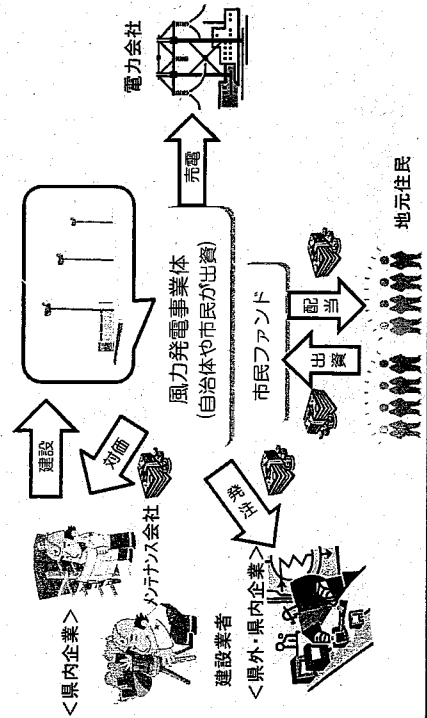 <県内企業>
メンテナンス会社
建設
対価
風力発電事業体
(自治体や市民が出資)
売電
電力会社
発注
建設業者
<県外・県内企業>
市民ファンド
出資
配当
地元住民